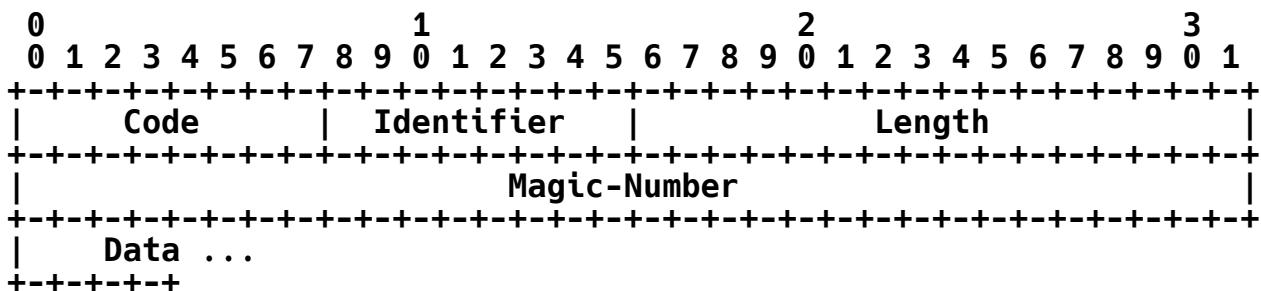 0                   1                   2                   3
 0 1 2 3 4 5 6 7 8 9 0 1 2 3 4 5 6 7 8 9 0 1 2 3 4 5 6 7 8 9 0 1
+-+-+-+-+-+-+-+-+-+-+-+-+-+-+-+-+-+-+-+-+-+-+-+-+-+-+-+-+-+-+-+-+
|     Code      |  Identifier   |            Length             |
+-+-+-+-+-+-+-+-+-+-+-+-+-+-+-+-+-+-+-+-+-+-+-+-+-+-+-+-+-+-+-+-+
|                         Magic-Number                          |
+-+-+-+-+-+-+-+-+-+-+-+-+-+-+-+-+-+-+-+-+-+-+-+-+-+-+-+-+-+-+-+-+
|    Data ...
+-+-+-+-+